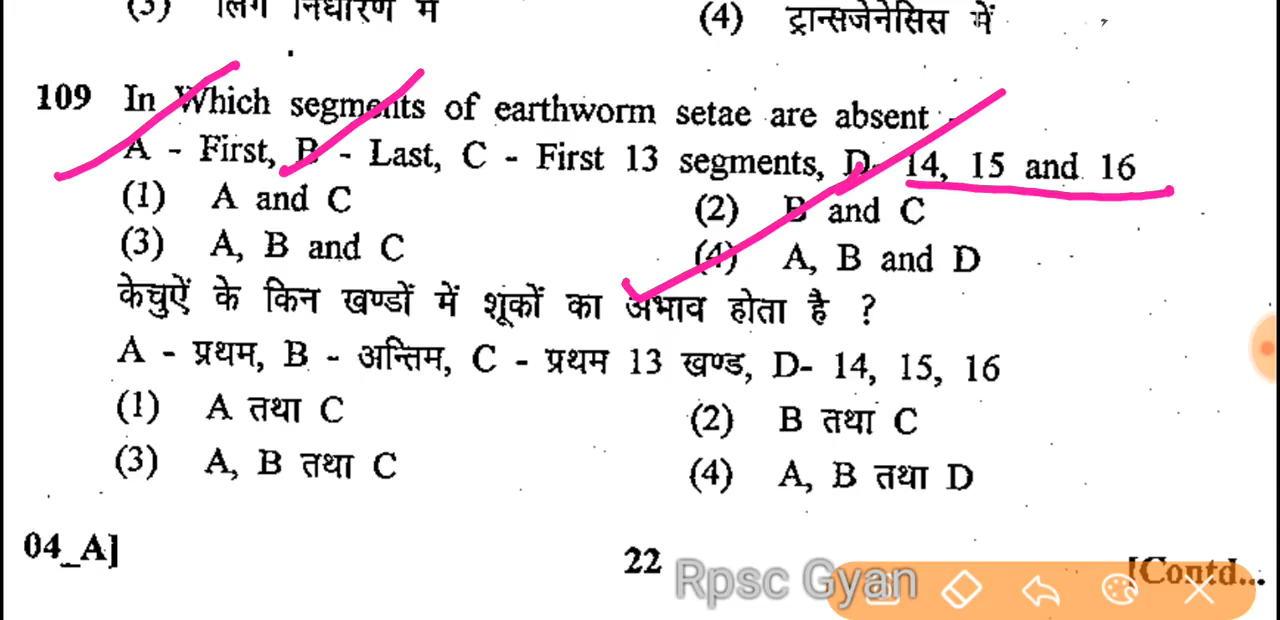 (3) लिंग निर्धारण में (4) ट्रान्सजेनेसिस में
109 In Which segments of earthworm setae are absent -
A - First, B - Last, C - First 13 segments, D- 14, 15 and 16
(1) A and C (2) B and C
(3) A, B and C (4) A, B and D
केचुऐं के किन खण्डों में शूकों का अभाव होता है ?
A - प्रथम, B - अन्तिम, C - प्रथम 13 खण्ड, D- 14, 15, 16
(1) A तथा C (2) B तथा C
(3) A, B तथा C (4) A, B तथा D
04_A] 22 [Contd...
Rpsc Gyan